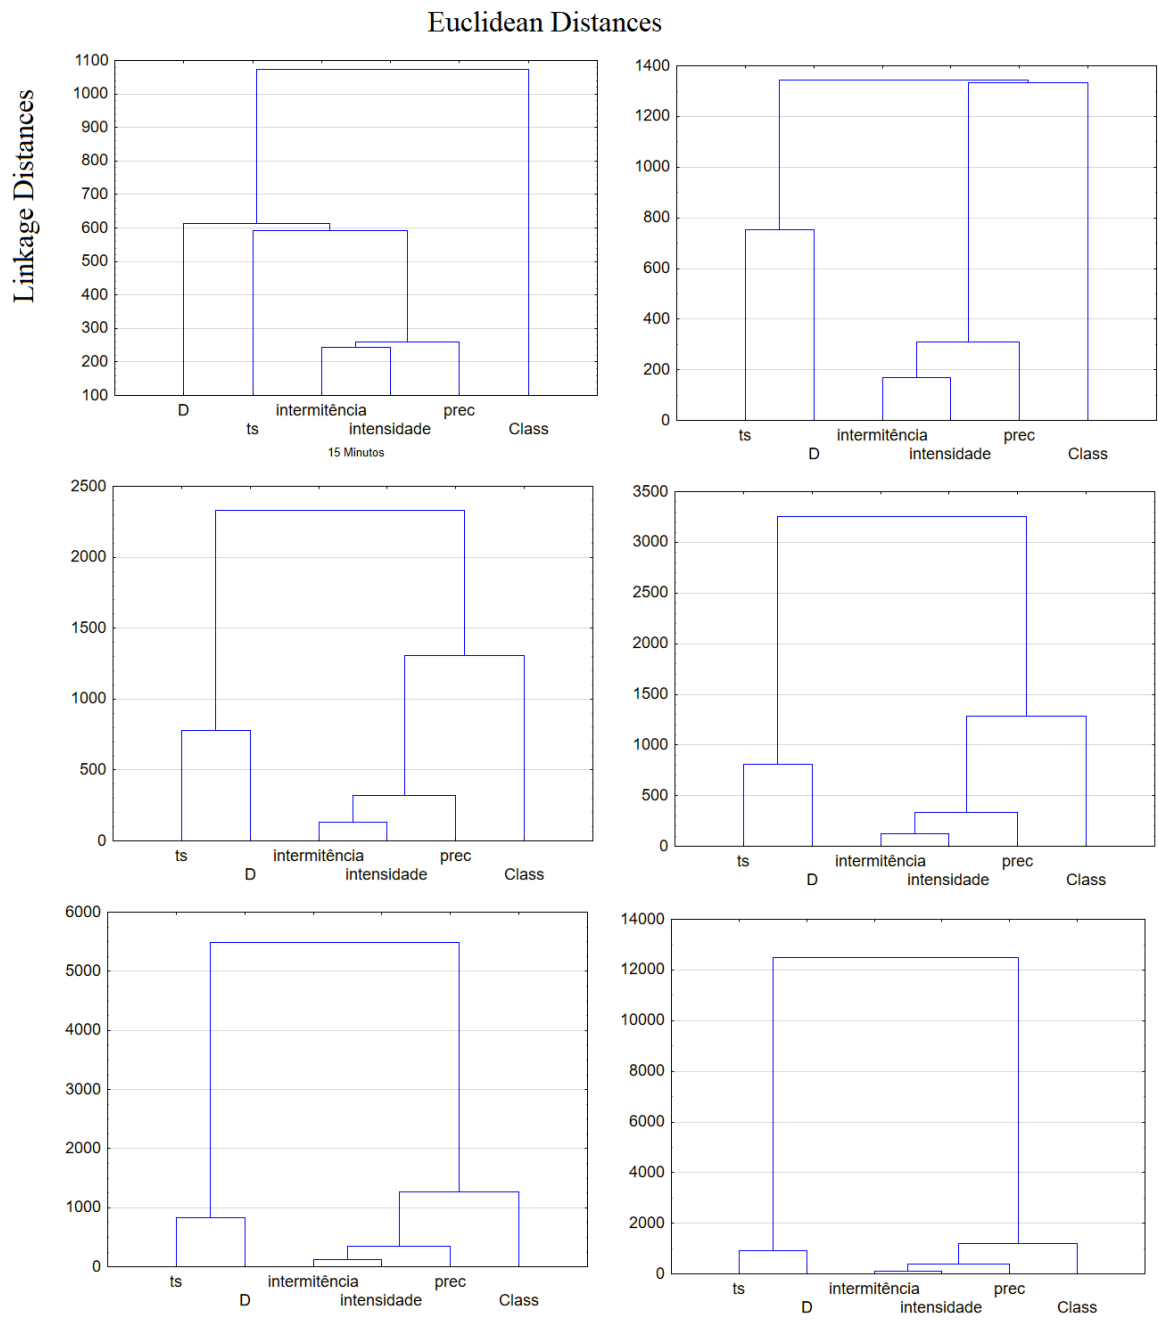 Euclidean Distances
Linkage Distances
1100
1000
900
800
700
600
500
400
300
200
100
D
ts
intermitência
intensidade
prec
Class
15 Minutos
1400
1200
1000
800
600
400
200
0
ts
D
intermitência
intensidade
prec
Class
2500
2000
1500
1000
500
0
ts
D
intermitência
intensidade
prec
Class
3500
3000
2500
2000
1500
1000
500
0
ts
D
intermitência
intensidade
prec
Class
6000
5000
4000
3000
2000
1000
0
ts
D
intermitência
intensidade
prec
Class
14000
12000
10000
8000
6000
4000
2000
0
ts
D
intermitência
intensidade
prec
Class